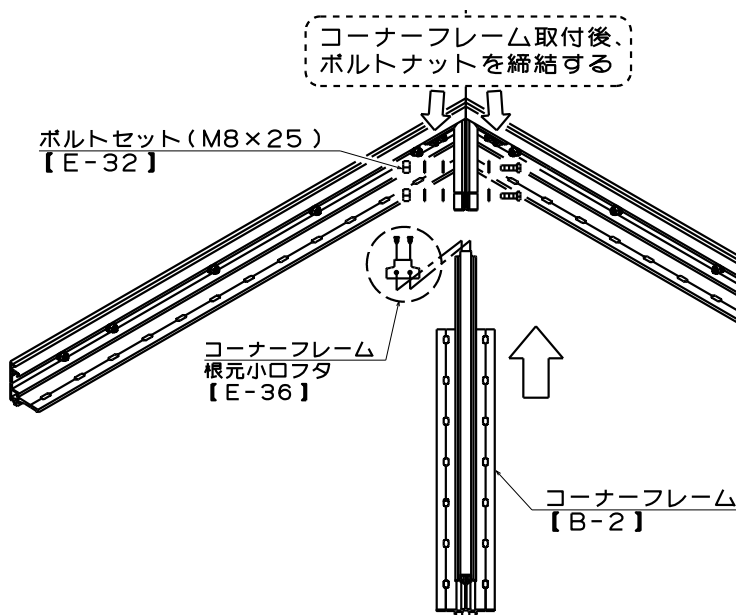 コーナーフレーム取付後、
ボルトナットを締結する
ボルトセット(M8×25)
【E-32】
コーナーフレーム
根元小口フタ
【E-36】
コーナーフレーム
【B-2】